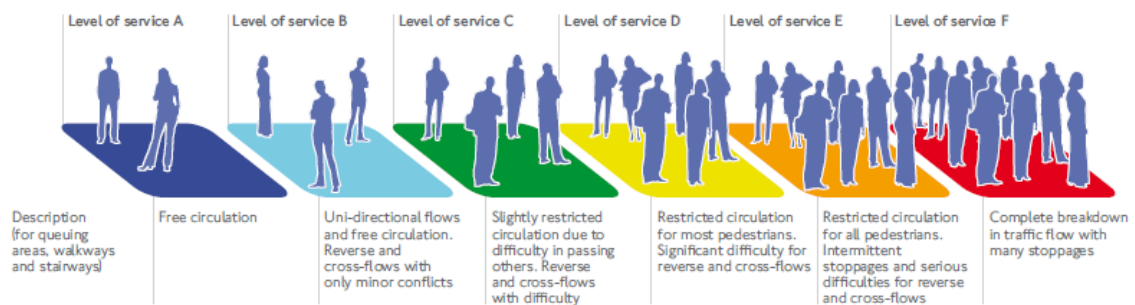 Level of service A
Level of service B
Level of service C
Level of service D
Level of service E
Level of service F
Description
(for queuing
areas, walkways
and stairways)
Free circulation
Uni-directional flows
and free circulation.
Reverse and
cross-flows with
only minor conflicts
Slightly restricted
circulation due to
difficulty in passing
others. Reverse
and cross-flows
with difficulty
Restricted circulation
for most pedestrians.
Significant difficulty for
reverse and cross-flows
Restricted circulation
for all pedestrians.
Intermittent
stoppages and serious
difficulties for reverse
and cross-flows
Complete breakdown
in traffic flow with
many stoppages